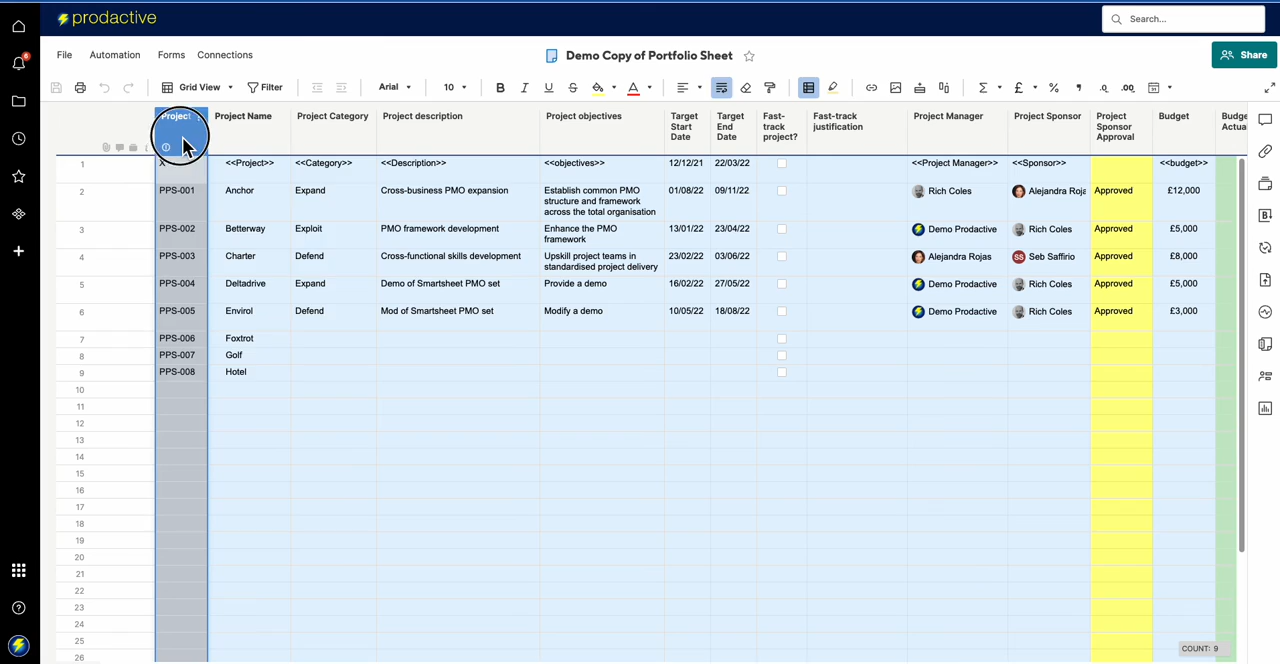 prodactive
Search...
6
File Automation Forms Connections
Demo Copy of Portfolio Sheet
Share
Grid View Filter Arial 10 B I U S A Σ £ % .0 .00
Project
Project Name
Project Category
Project description
Project objectives
Target
Start
Date
Target
End
Date
Fast-
track
project?
Fast-track
justification
Project Manager
Project Sponsor
Project
Sponsor
Approval
Budget
Budge
Actua
1 X <<Project>> <<Category>> <<Description>> <<objectives>> 12/12/21 22/03/22 <<Project Manager>> <<Sponsor>> <<budget>>
2 PPS-001 Anchor Expand Cross-business PMO expansion Establish common PMO 01/08/22 09/11/22 Rich Coles Alejandra Roja Approved £12,000
structure and framework
across the total organisation
3 PPS-002 Betterway Exploit PMO framework development Enhance the PMO 13/01/22 23/04/22 Demo Prodactive Rich Coles Approved £5,000
framework
4 PPS-003 Charter Defend Cross-functional skills development Upskill project teams in 23/02/22 03/06/22 Alejandra Rojas SS Seb Saffirio Approved £8,000
standardised project delivery
5 PPS-004 Deltadrive Expand Demo of Smartsheet PMO set Provide a demo 16/02/22 27/05/22 Demo Prodactive Rich Coles Approved £5,000
6 PPS-005 Envirol Defend Mod of Smartsheet PMO set Modify a demo 10/05/22 18/08/22 Demo Prodactive Rich Coles Approved £3,000
7 PPS-006 Foxtrot
8 PPS-007 Golf
9 PPS-008 Hotel
10
11
12
13
14
15
16
17
18
19
20
21
22
23
24
25
26
COUNT: 9